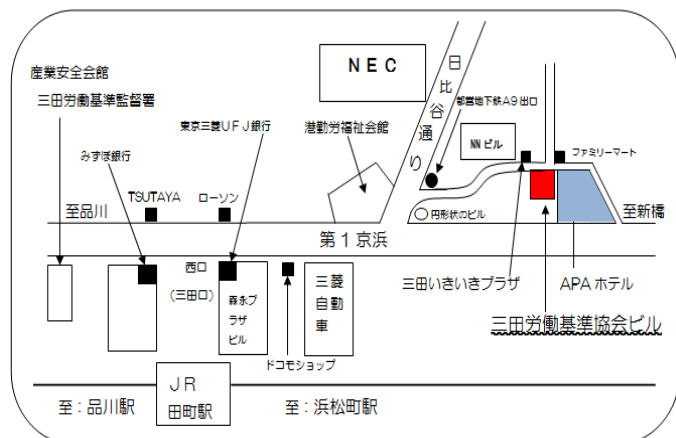 産業安全会館
三田労働基準監督署
みずほ銀行
東京三菱UFJ銀行
港勤労福祉会館
NEC
日比谷通り
都営地下鉄A9出口
NNビル
ファミリーマート
TSUTAYA
ローソン
至品川
円形状のビル
至新橋
第1京浜
西口
(三田口)
森永プ
ラザ
ビル
三菱
自動
車
三田いきいきプラザ
APAホテル
三田労働基準協会ビル
ドコモショップ
JR
田町駅
至:品川駅
至:浜松町駅